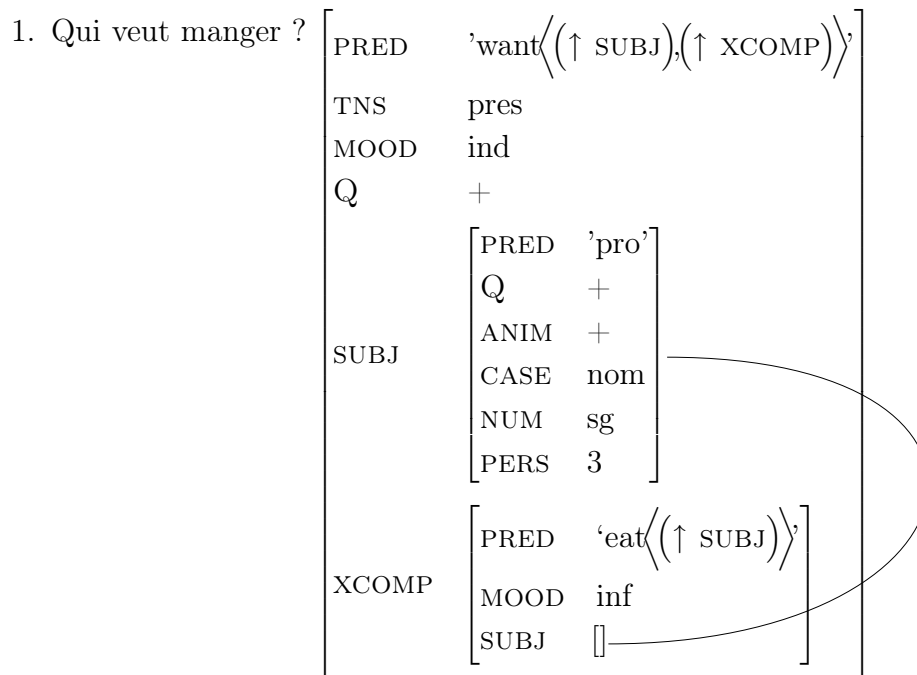 1. Qui veut manger ?
PRED ’want⟨(↑ SUBJ),(↑ XCOMP)⟩’
TNS pres
MOOD ind
Q +
SUBJ
PRED ’pro’
Q +
ANIM +
CASE nom
NUM sg
PERS 3
XCOMP
PRED ‘eat⟨(↑ SUBJ)⟩’
MOOD inf
SUBJ []